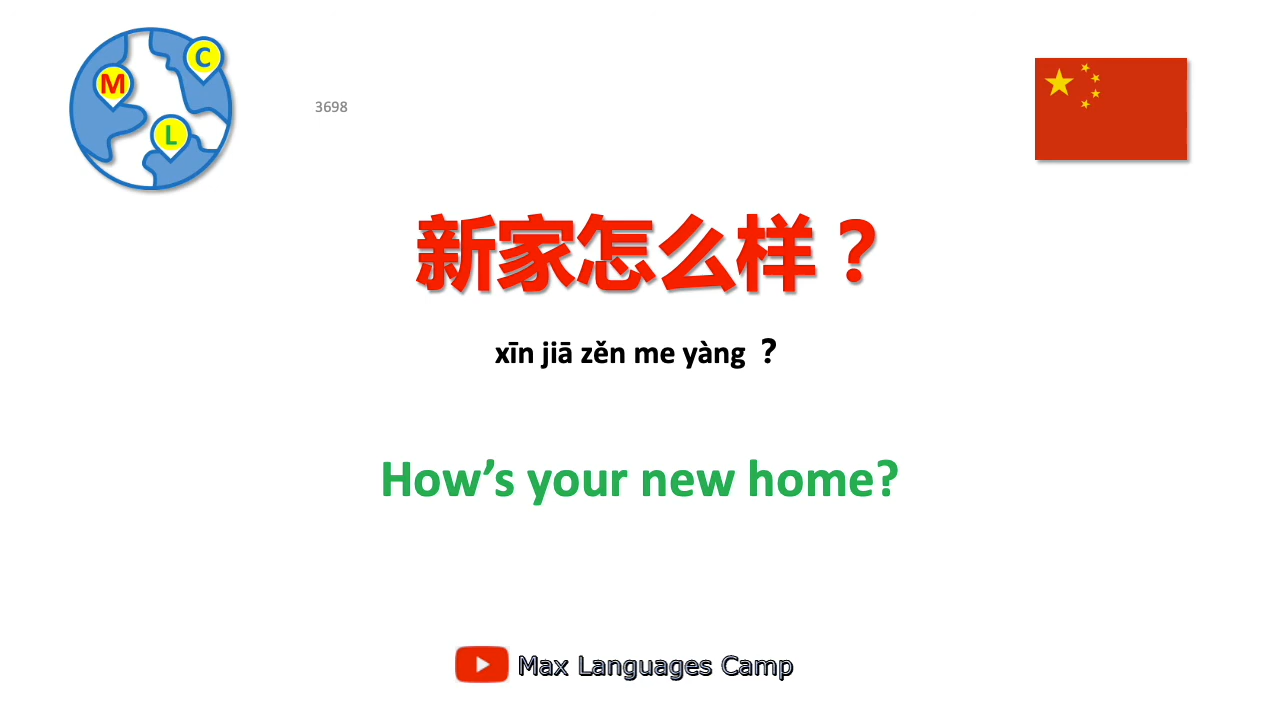 C
M
L
3698
新家怎么样？
xīn jiā zěn me yàng ？
How’s your new home?
Max Languages Camp